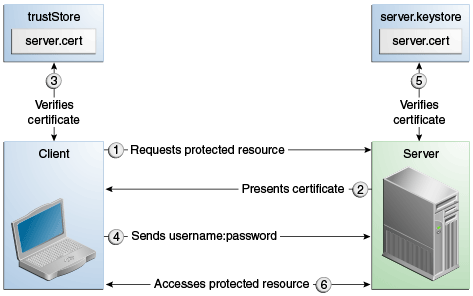 trustStore
server.cert
server.keystore
server.cert
3
5
Verifies
certificate
Verifies
certificate
Client
1 Requests protected resource
Server
Presents certificate 2
4 Sends username:password
Accesses protected resource 6